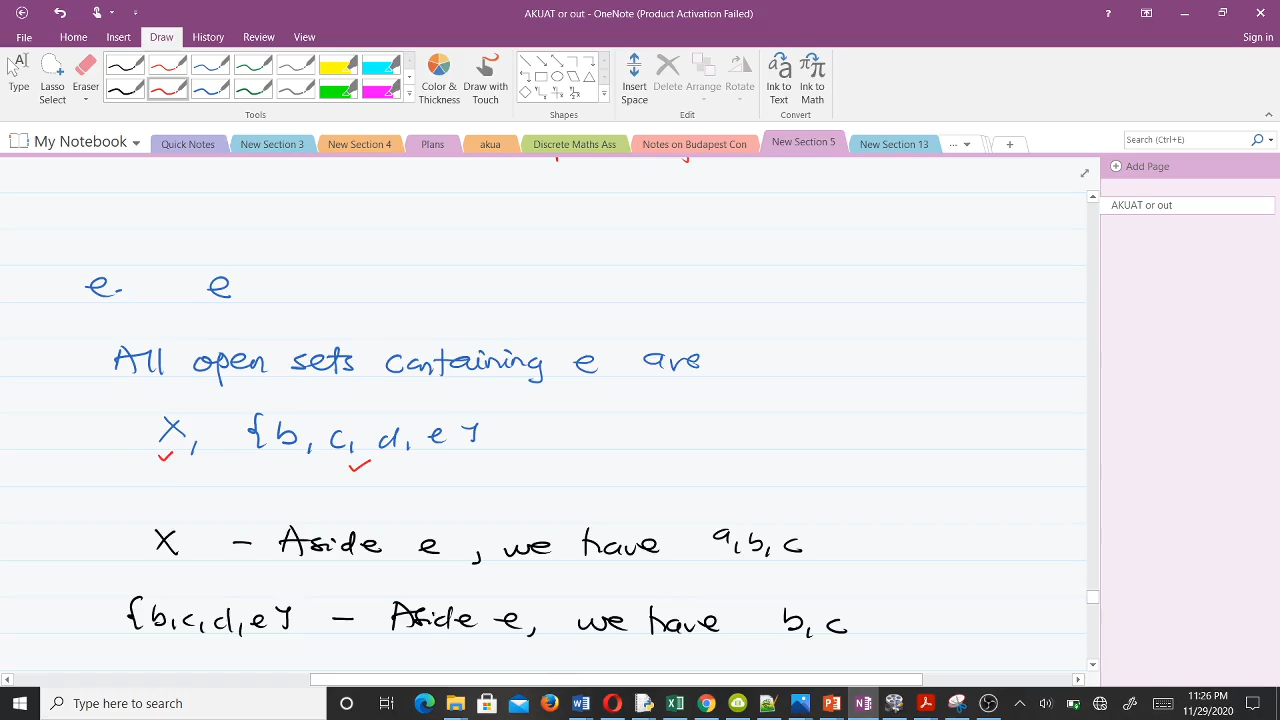 AKUAT or out - OneNote (Product Activation Failed)
Sign in
File Home Insert Draw History Review View
Type
Lasso Select
Eraser
Color & Thickness
Draw with Touch
Insert Space
Delete
Arrange
Rotate
Ink to Text
Ink to Math
Tools
Shapes
Edit
Convert
My Notebook
Quick Notes
New Section 3
New Section 4
Plans
akua
Discrete Maths Ass
Notes on Budapest Con
New Section 5
New Section 13
...
Search (Ctrl+E)
Add Page
AKUAT or out
e. e
All open sets containing e are
X, {b, c, d, e}
X - Aside e, we have a, b, c
{b, c, d, e} - Aside e, we have b, c
Type here to search
11:26 PM
11/29/2020